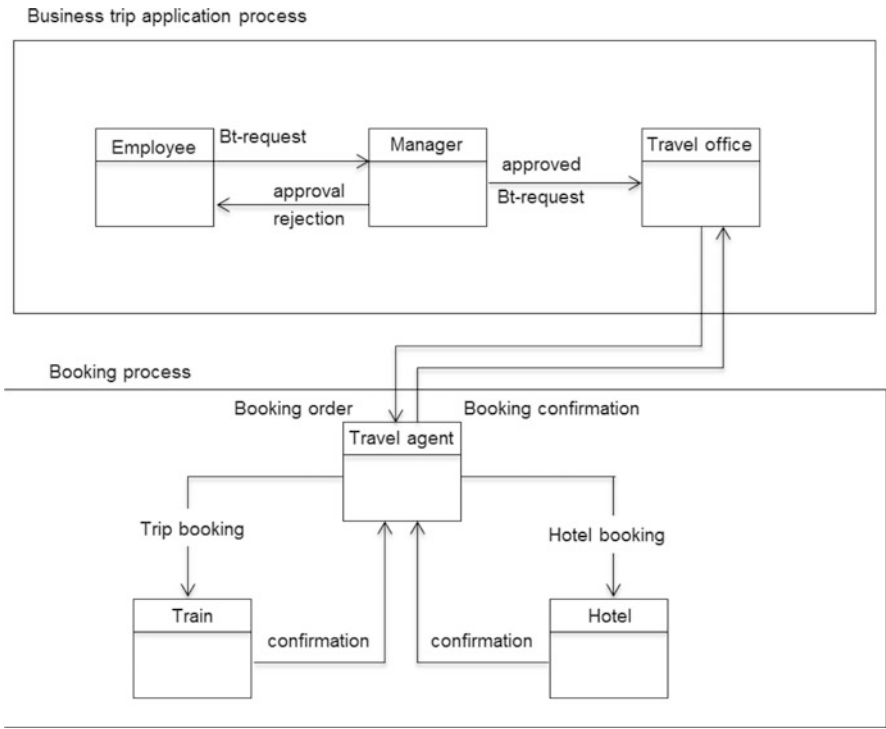 Business trip application process
Employee
Bt-request
Manager
Travel office
approval
rejection
approved
Bt-request
Booking process
Booking order
Booking confirmation
Travel agent
Trip booking
Hotel booking
Train
Hotel
confirmation
confirmation